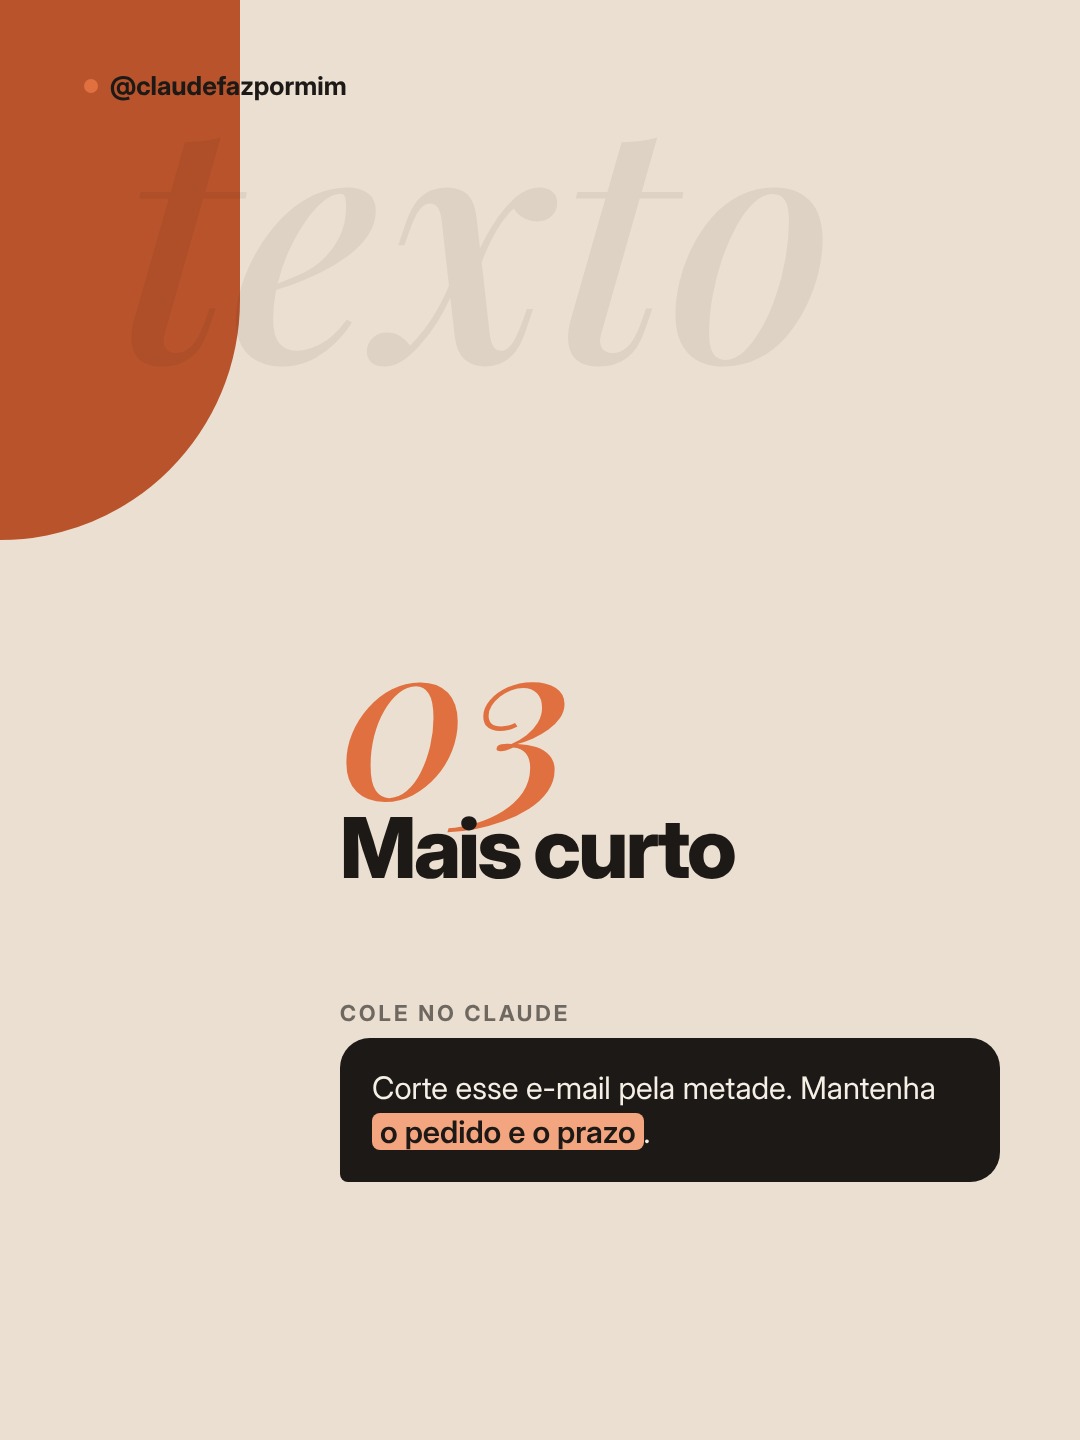 @claudefazpormim
texto
03
Mais curto
COLE NO CLAUDE
Corte esse e-mail pela metade. Mantenha
o pedido e o prazo.